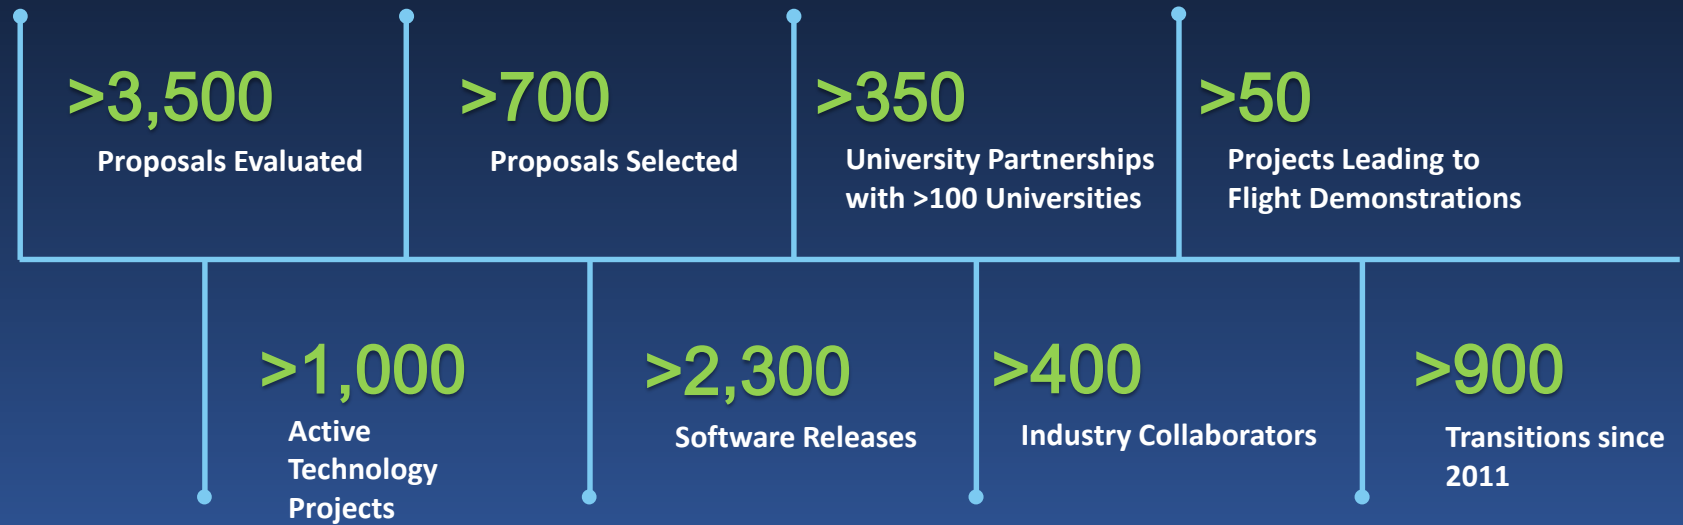 >3,500
Proposals Evaluated
>700
Proposals Selected
>350
University Partnerships
with >100 Universities
>50
Projects Leading to
Flight Demonstrations
>1,000
Active
Technology
Projects
>2,300
Software Releases
>400
Industry Collaborators
>900
Transitions since
2011